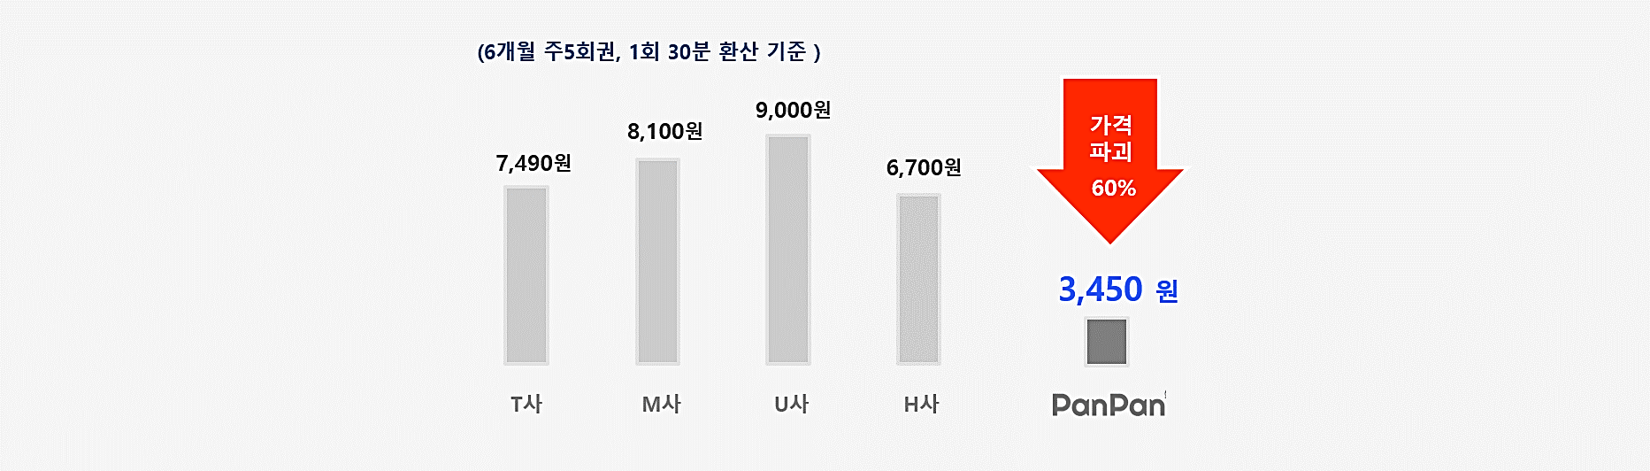 (6개월 주5회권, 1회 30분 환산 기준 )
7,490원
8,100원
9,000원
6,700원
가격
파괴
60%
3,450 원
T사
M사
U사
H사
PanPan